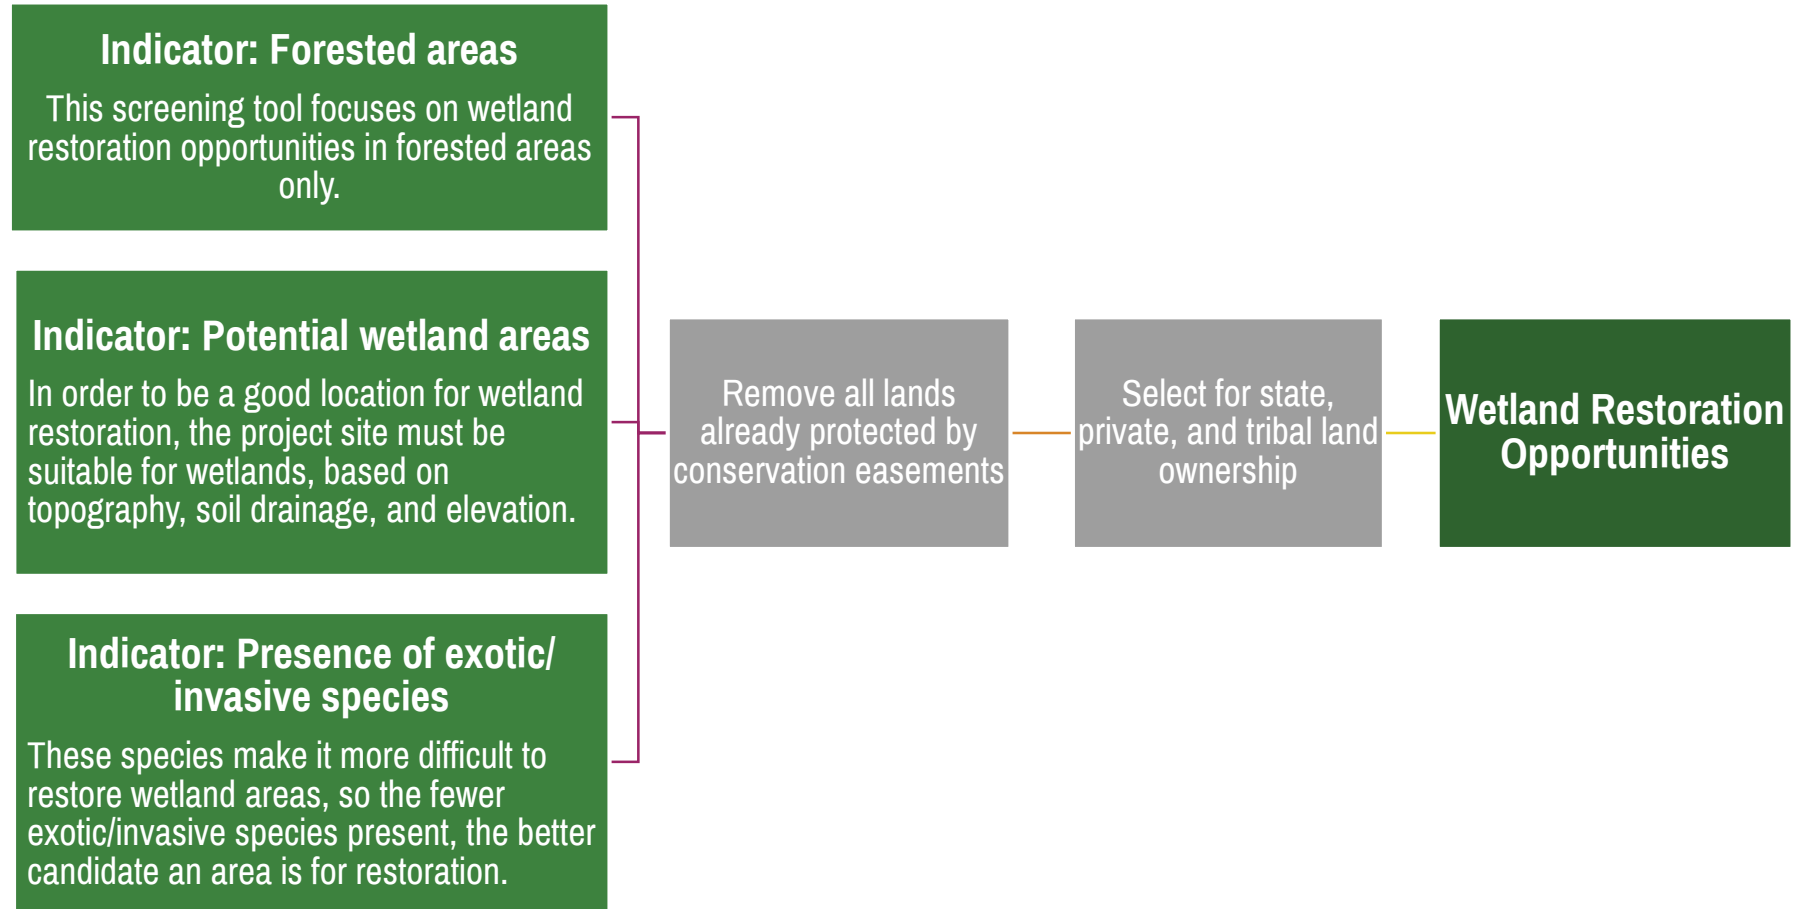 Indicator: Forested areas
This screening tool focuses on wetland
restoration opportunities in forested areas
only.
Indicator: Potential wetland areas
In order to be a good location for wetland
restoration, the project site must be
suitable for wetlands, based on
topography, soil drainage, and elevation.
Indicator: Presence of exotic/
invasive species
These species make it more difficult to
restore wetland areas, so the fewer
exotic/invasive species present, the better
candidate an area is for restoration.
Remove all lands
already protected by
conservation easements
Select for state,
private, and tribal land
ownership
Wetland Restoration
Opportunities